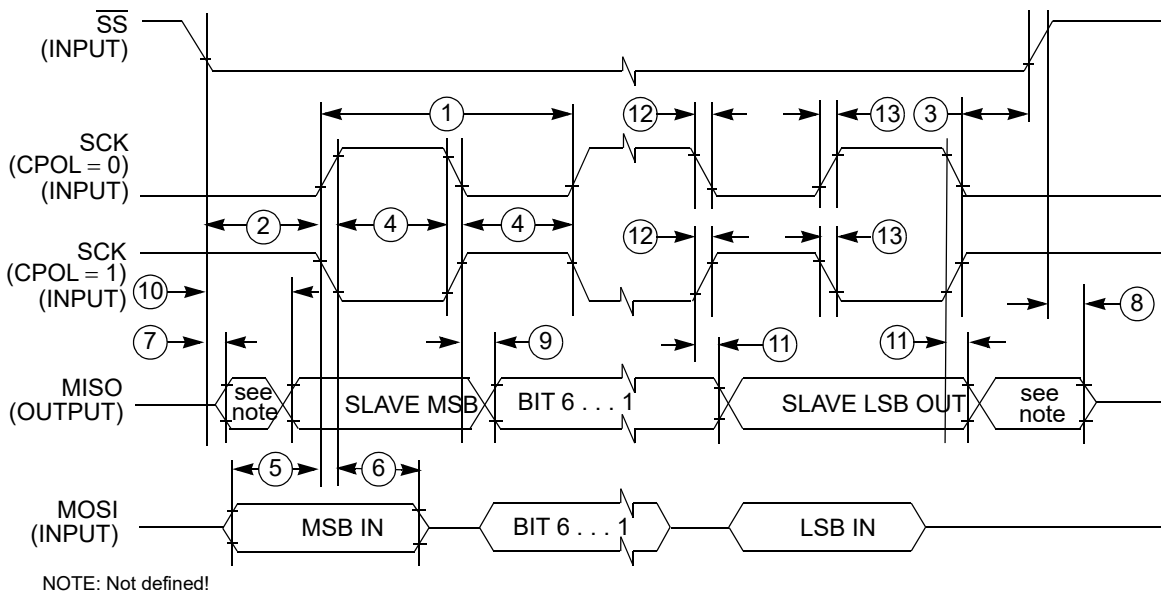 SS
(INPUT)
1
12
13
3
SCK
(CPOL = 0)
(INPUT)
2
4
4
12
13
SCK
(CPOL = 1)
(INPUT)
10
8
7
9
11
11
MISO
(OUTPUT)
see
note
SLAVE MSB
BIT 6 . . . 1
SLAVE LSB OUT
see
note
5
6
MOSI
(INPUT)
MSB IN
BIT 6 . . . 1
LSB IN
NOTE: Not defined!